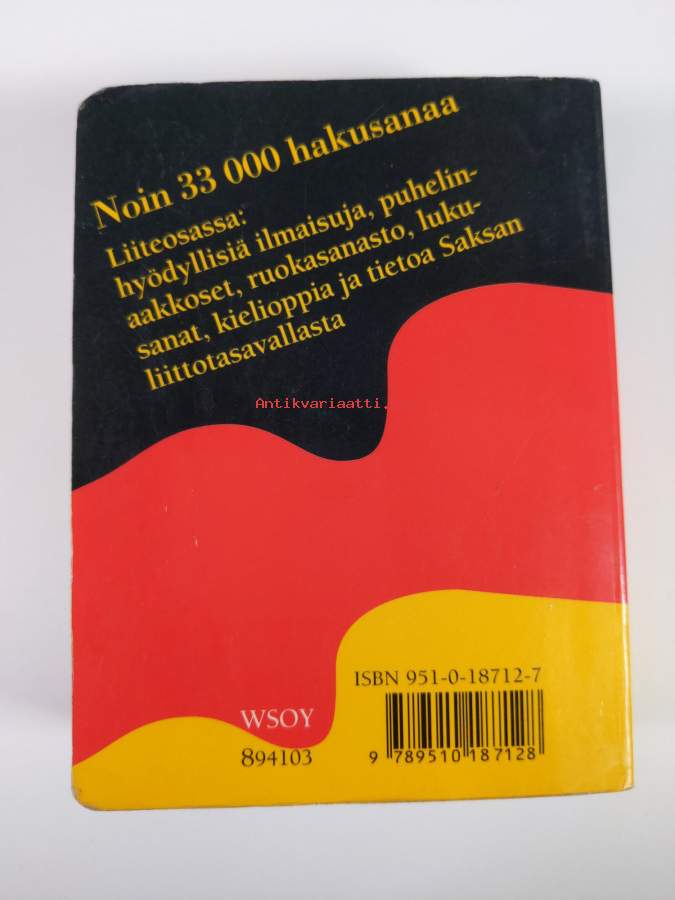 Noin 33 000 hakusanaa
Liiteosassa:
hyödyllisiä ilmaisuja, puhelin-
aakkoset, ruokasanasto, luku-
sanat, kielioppia ja tietoa Saksan
liittotasavallasta
Antikvariaatti.
ISBN 951-0-18712-7
WSOY
894103
9 789510 187128